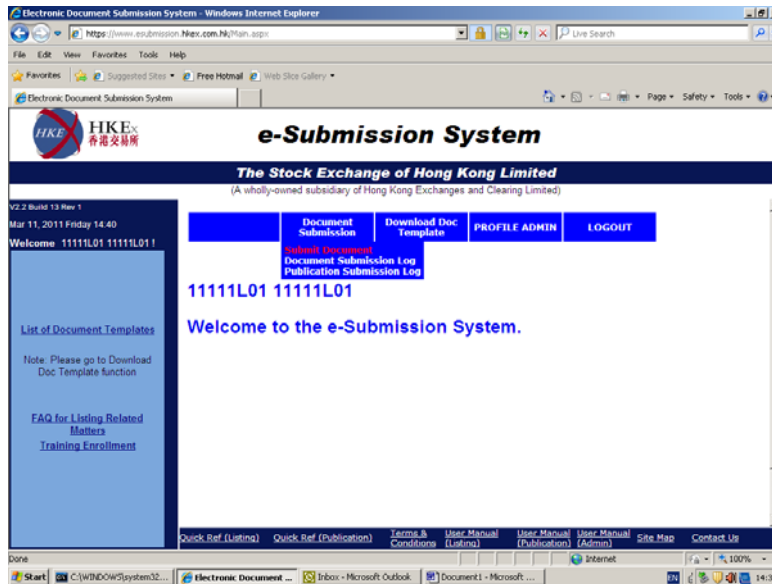 Electronic Document Submission System - Windows Internet Explorer
https://www.esubmission.hkex.com.hk/Main.aspx
Live Search
File Edit View Favorites Tools Help
Favorites Suggested Sites Free Hotmail Web Slice Gallery
Electronic Document Submission System
Page Safety Tools
HKE
HKEx
香港交易所
e-Submission System
The Stock Exchange of Hong Kong Limited
(A wholly-owned subsidiary of Hong Kong Exchanges and Clearing Limited)
V2.2 Build 13 Rev 1
Mar 11, 2011 Friday 14:40
Welcome 11111L01 11111L01 !
Document Submission
Download Doc Template
PROFILE ADMIN
LOGOUT
Submit Document
Document Submission Log
Publication Submission Log
11111L01 11111L01
Welcome to the e-Submission System.
List of Document Templates
Note: Please go to Download
Doc Template function
FAQ for Listing Related
Matters
Training Enrollment
Quick Ref (Listing)
Quick Ref (Publication)
Terms & Conditions
User Manual (Listing)
User Manual (Publication)
User Manual (Admin)
Site Map
Contact Us
Done
Internet
100%
Start
C:\WINDOWS\system32...
Electronic Document ...
Inbox - Microsoft Outlook
Document1 - Microsoft ...
EN